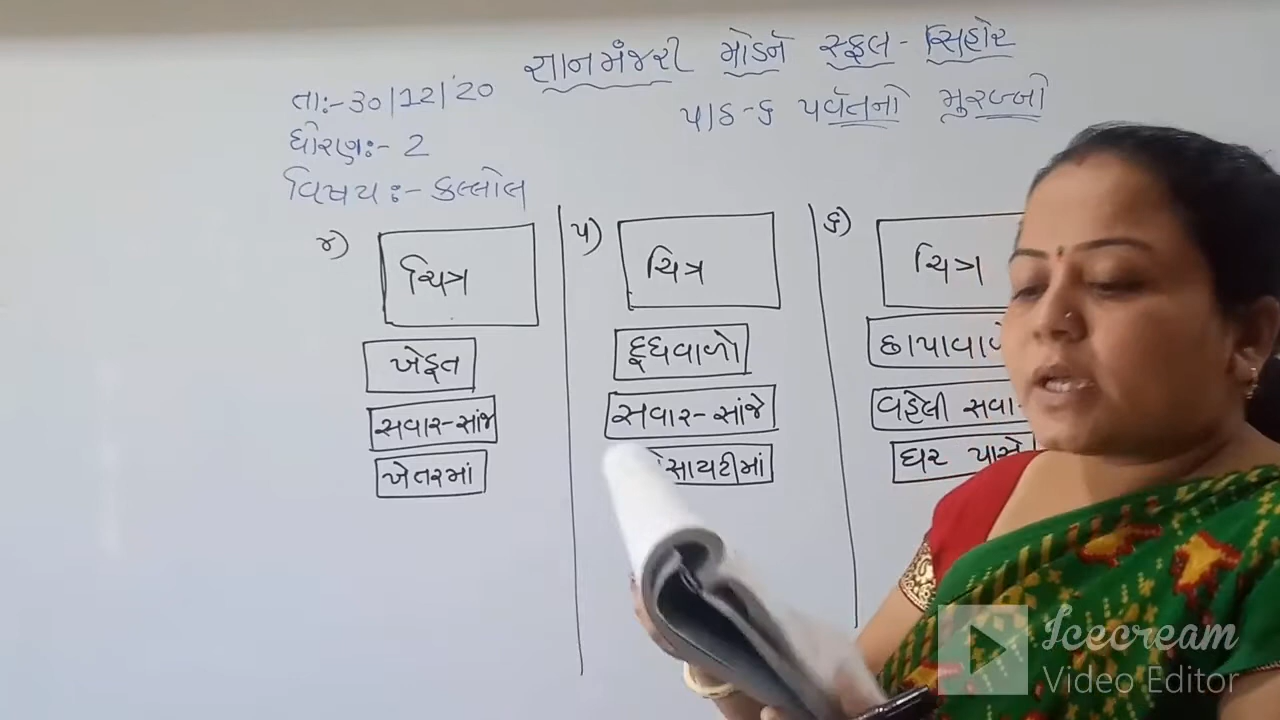 જ્ઞાનમંજરી મોડર્ન સ્કૂલ - સિહોર
તા:- 30/12/'20
પાઠ-૬ પર્વતનો મુરબ્બો
ધોરણ:- 2
વિષય:- કલ્લોલ
૪)
ચિત્ર
ખેડૂત
સવાર-સાંજ
ખેતરમાં
૫)
ચિત્ર
દૂધવાળો
સવાર-સાંજે
સાયટીમાં
૬)
ચિત્ર
છાપાવા
વહેલી સવા
ઘર પાસે
Icecream
Video Editor